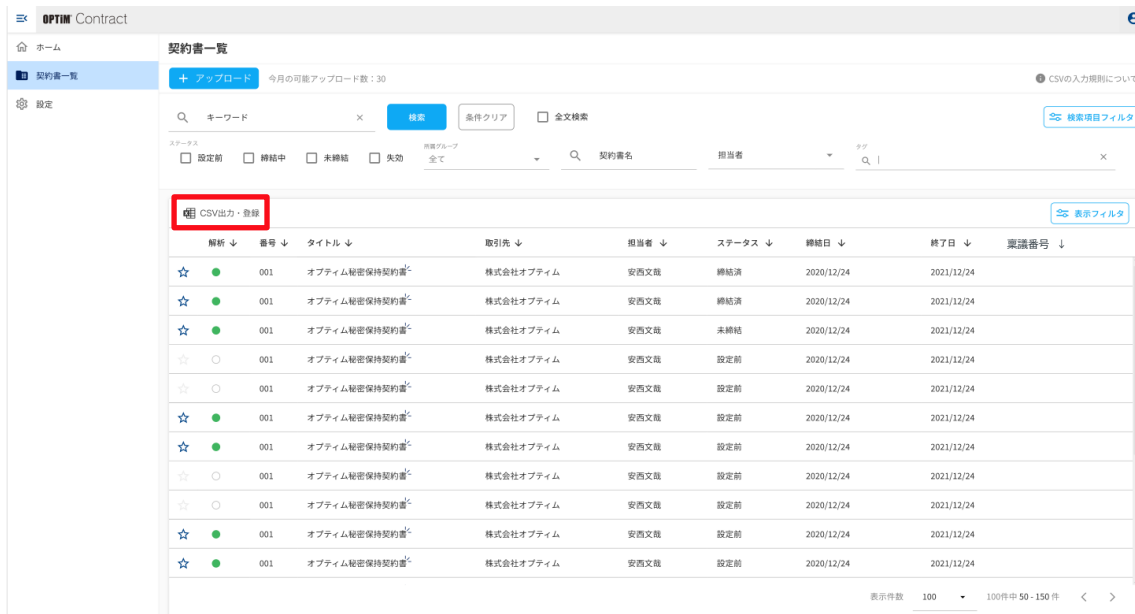 OPTiM Contract
ホーム
契約書一覧
設定
契約書一覧
+ アップロード 今月の可能アップロード数：30
CSVの入力規則につい
キーワード × 検索 条件クリア 全文検索 検索項目フィルタ
ステータス 所属グループ タグ
設定前 締結中 未締結 失効 全て 契約書名 担当者 ×
CSV出力・登録 表示フィルタ
解析 ↓ 番号 ↓ タイトル ↓ 取引先 ↓ 担当者 ↓ ステータス ↓ 締結日 ↓ 終了日 ↓ 稟議番号 ↓
001 オプティム秘密保持契約書 株式会社オプティム 安西文哉 締結済 2020/12/24 2021/12/24
001 オプティム秘密保持契約書 株式会社オプティム 安西文哉 締結済 2020/12/24 2021/12/24
001 オプティム秘密保持契約書 株式会社オプティム 安西文哉 未締結 2020/12/24 2021/12/24
001 オプティム秘密保持契約書 株式会社オプティム 安西文哉 設定前 2020/12/24 2021/12/24
001 オプティム秘密保持契約書 株式会社オプティム 安西文哉 設定前 2020/12/24 2021/12/24
001 オプティム秘密保持契約書 株式会社オプティム 安西文哉 設定前 2020/12/24 2021/12/24
001 オプティム秘密保持契約書 株式会社オプティム 安西文哉 設定前 2020/12/24 2021/12/24
001 オプティム秘密保持契約書 株式会社オプティム 安西文哉 設定前 2020/12/24 2021/12/24
001 オプティム秘密保持契約書 株式会社オプティム 安西文哉 設定前 2020/12/24 2021/12/24
001 オプティム秘密保持契約書 株式会社オプティム 安西文哉 設定前 2020/12/24 2021/12/24
001 オプティム秘密保持契約書 株式会社オプティム 安西文哉 設定前 2020/12/24 2021/12/24
表示件数 100 100件中 50 - 150 件